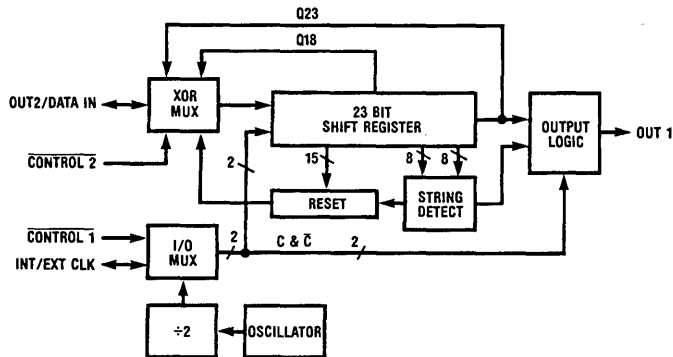 Q23
Q18
OUT2/DATA IN
XOR
MUX
23 BIT
SHIFT REGISTER
OUTPUT
LOGIC
OUT 1
CONTROL 2
2
15
8
8
RESET
STRING
DETECT
CONTROL 1
INT/EXT CLK
I/O
MUX
2
C & C̅
2
÷2
OSCILLATOR